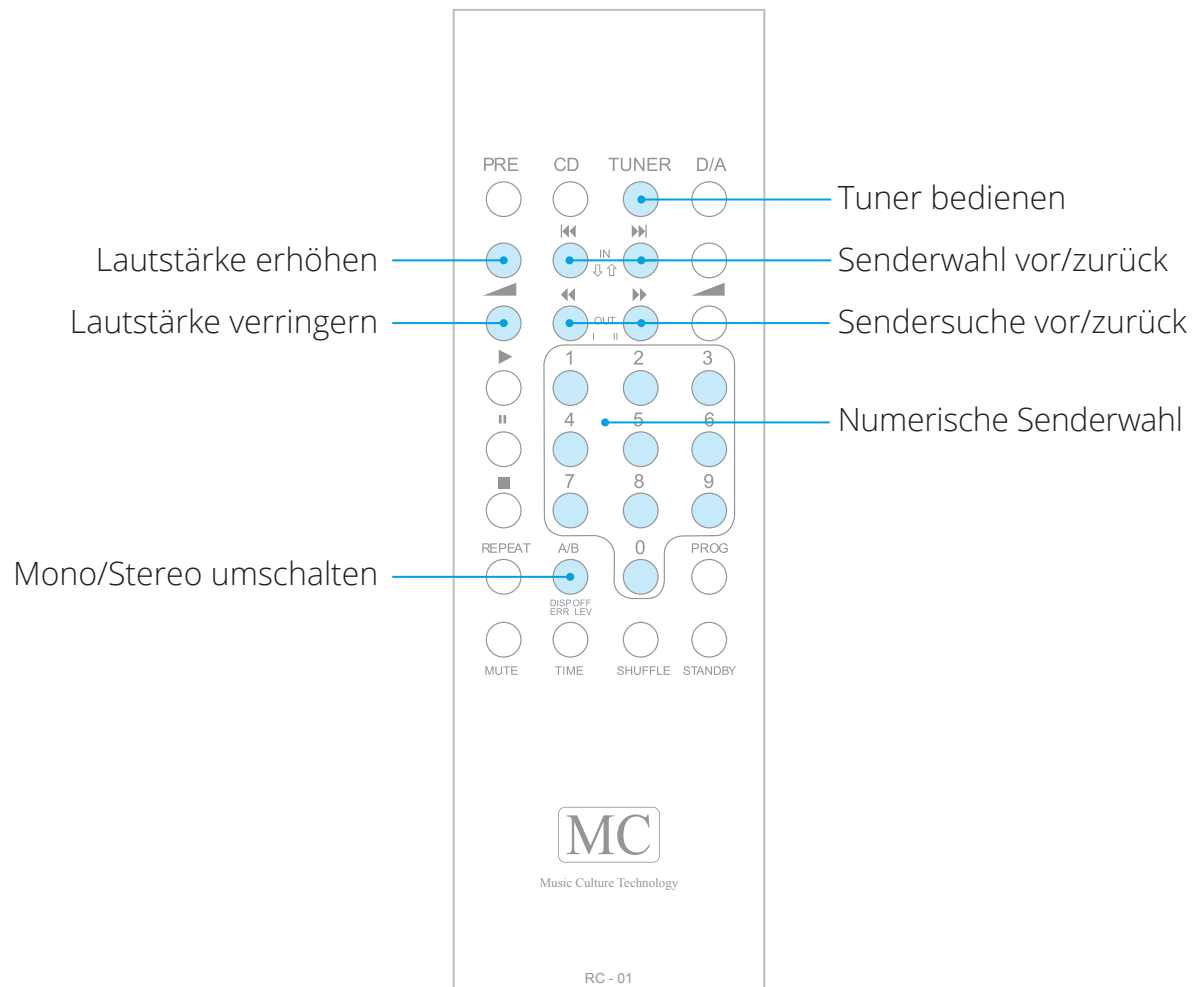 PRE CD TUNER D/A
Tuner bedienen
Lautstärke erhöhen
IN
Senderwahl vor/zurück
Lautstärke verringern
OUT
I II
Sendersuche vor/zurück
1 2 3
4 5 6
Numerische Senderwahl
7 8 9
REPEAT A/B 0 PROG
Mono/Stereo umschalten
DISP OFF
ERR LEV
MUTE TIME SHUFFLE STANDBY
MC
Music Culture Technology
RC - 01